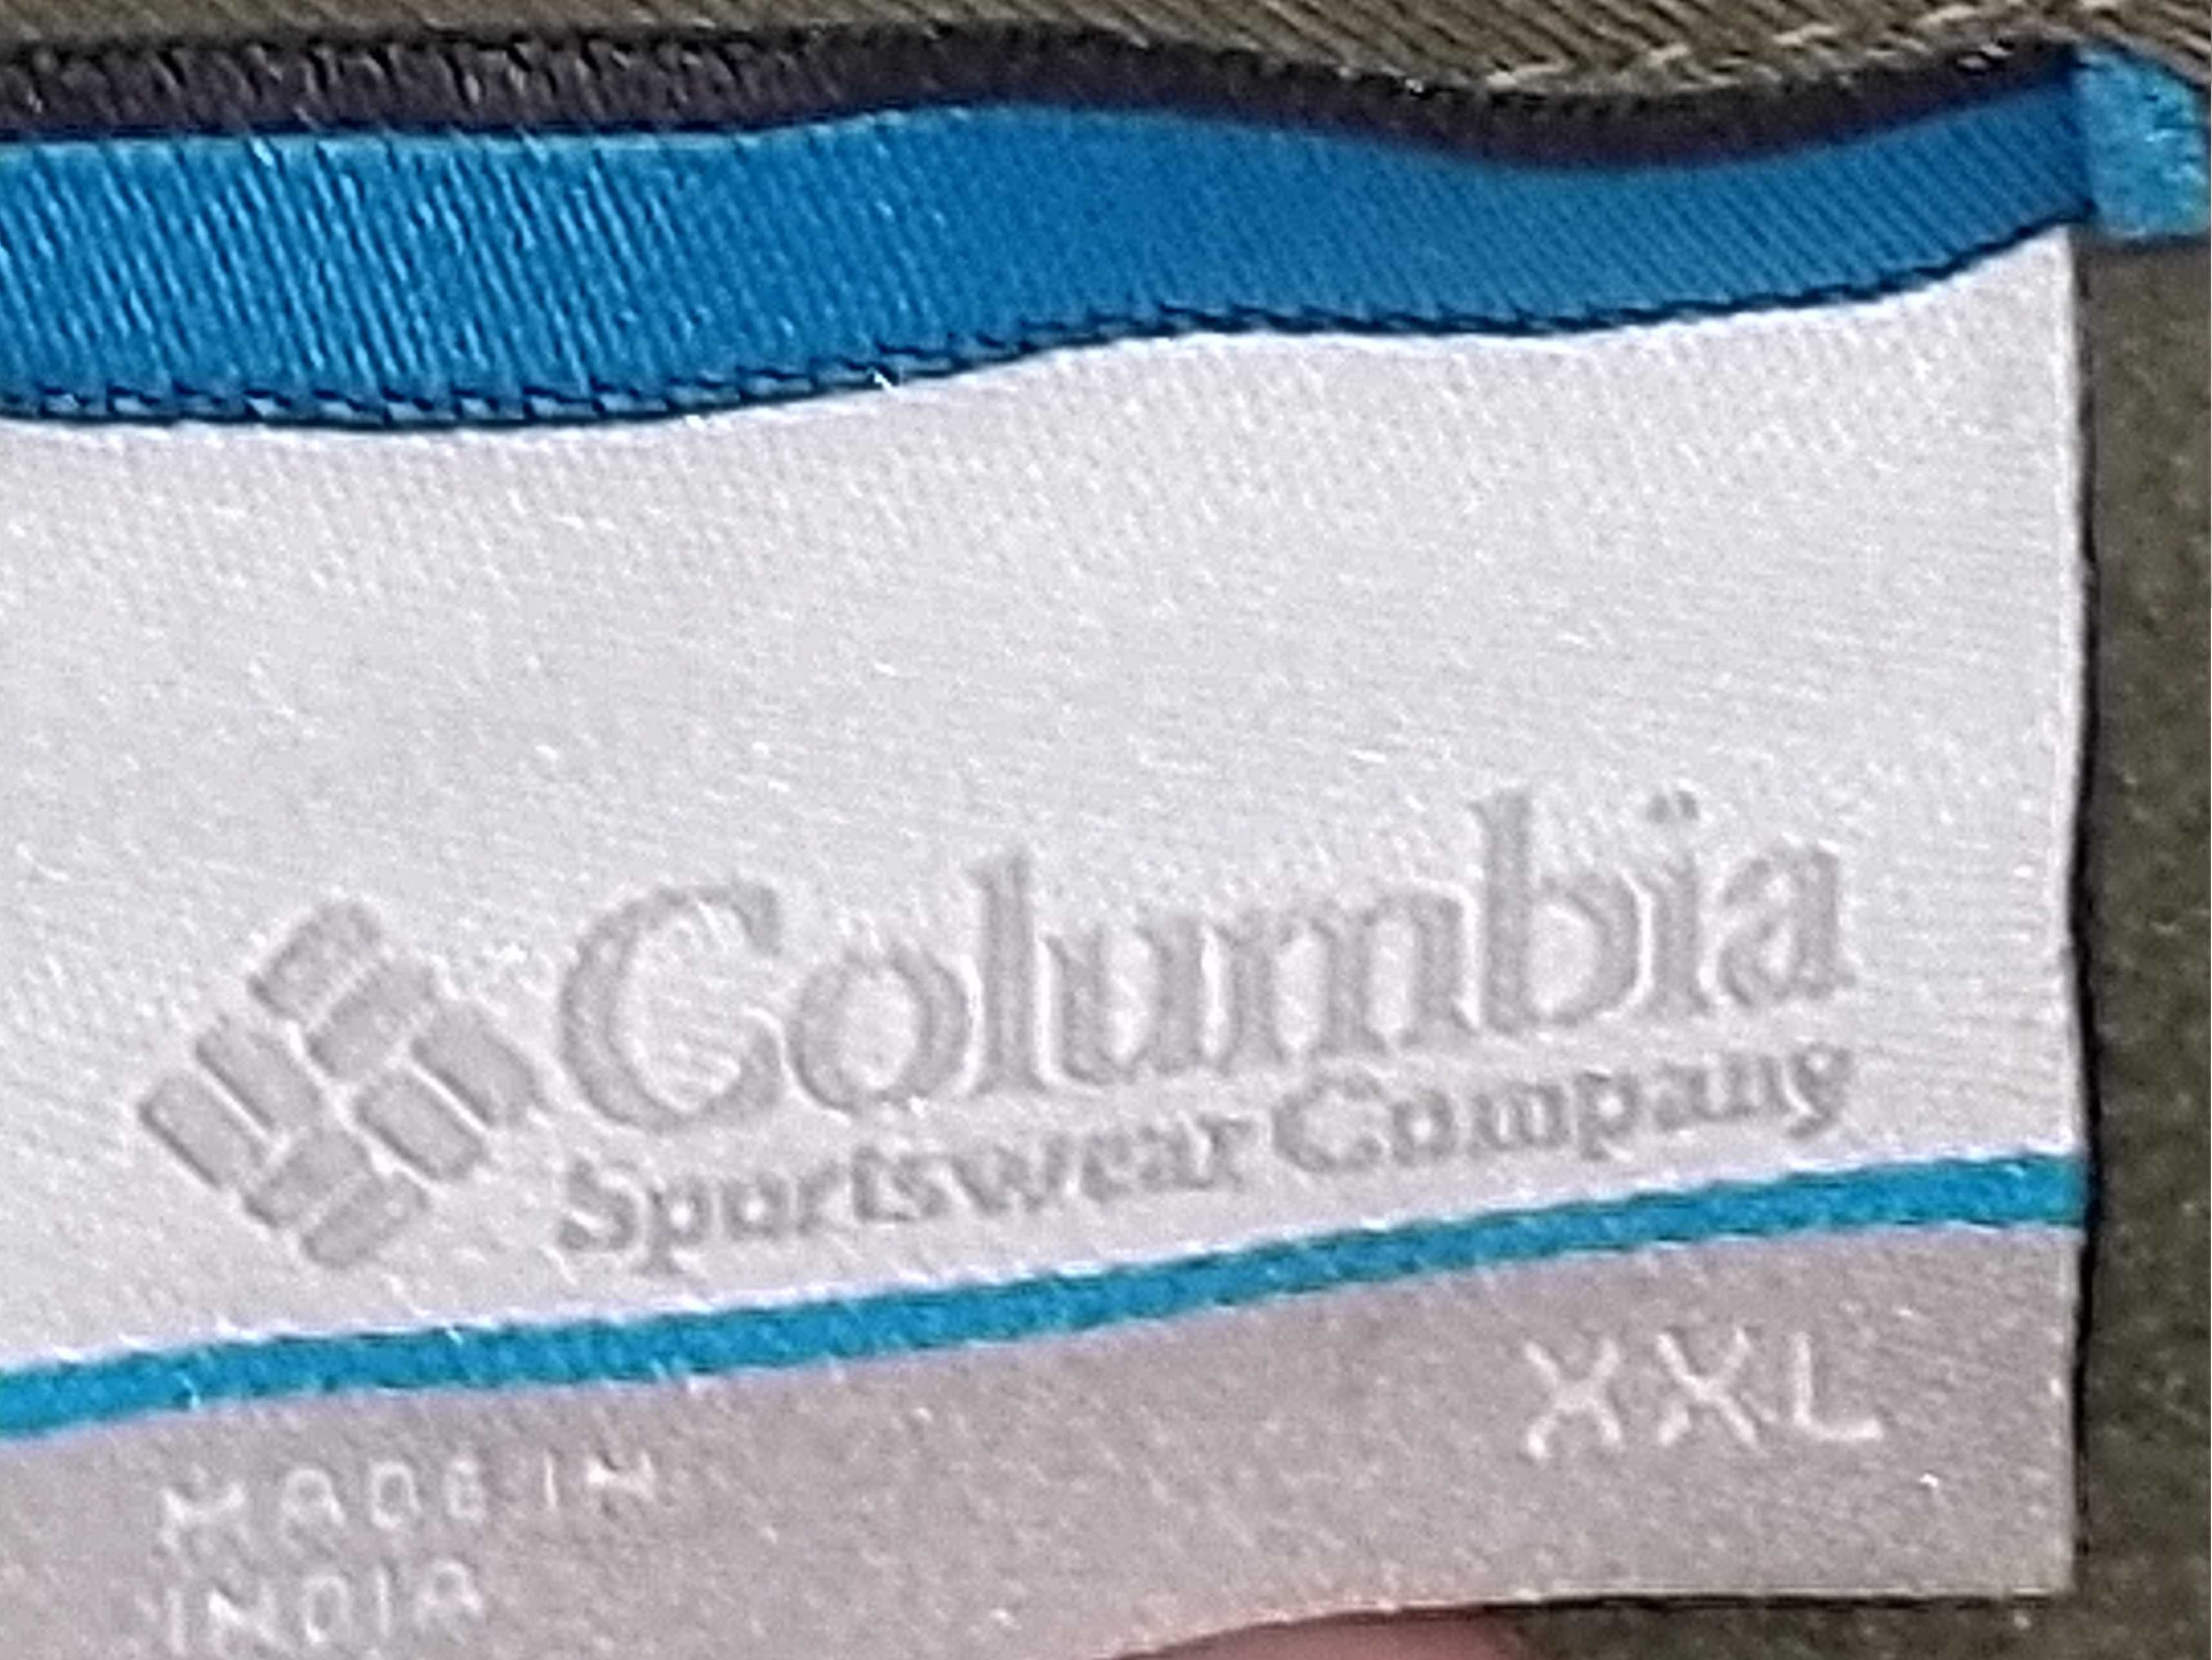 Columbia
Sportswear Company
XXL
MADE IN
INDIA